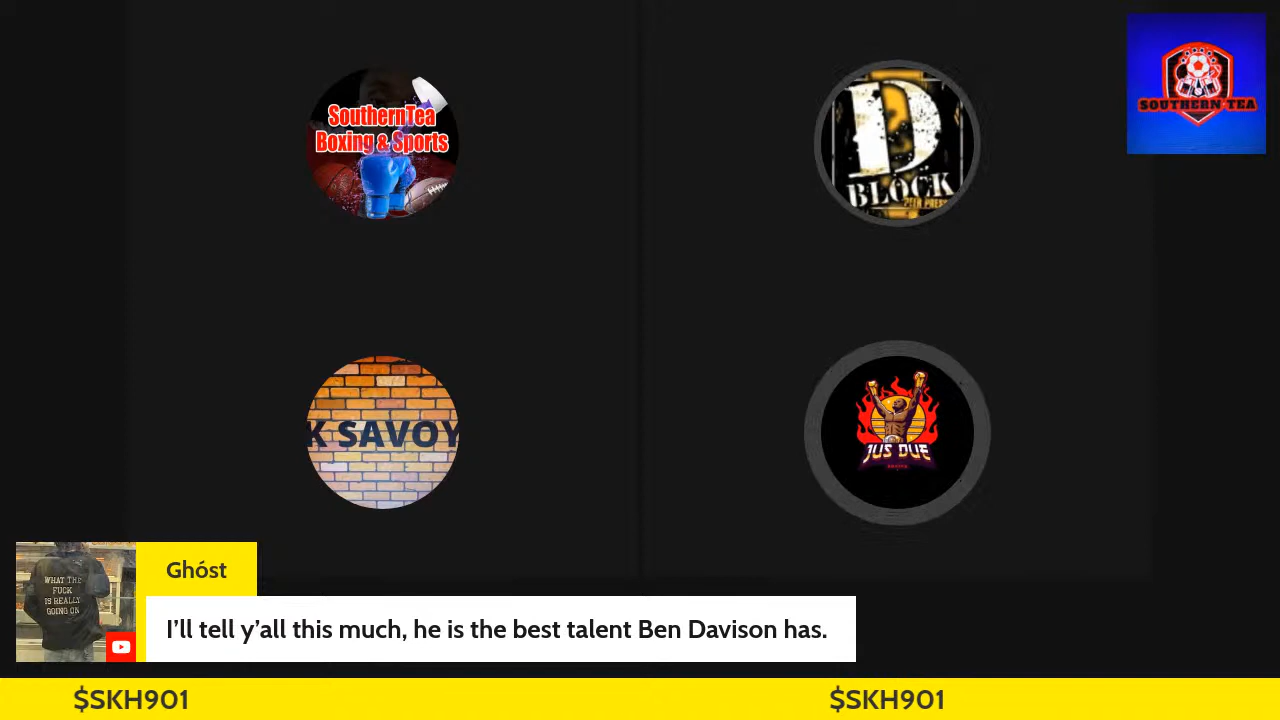 SouthernTea
Boxing & Sports
D
BLOCK
SOUTHERN TEA
K SAVOY
JUS DUE
WHAT THE
FUCK
IS REALLY
GOING ON
Ghóst
I’ll tell y’all this much, he is the best talent Ben Davison has.
$SKH901
$SKH901